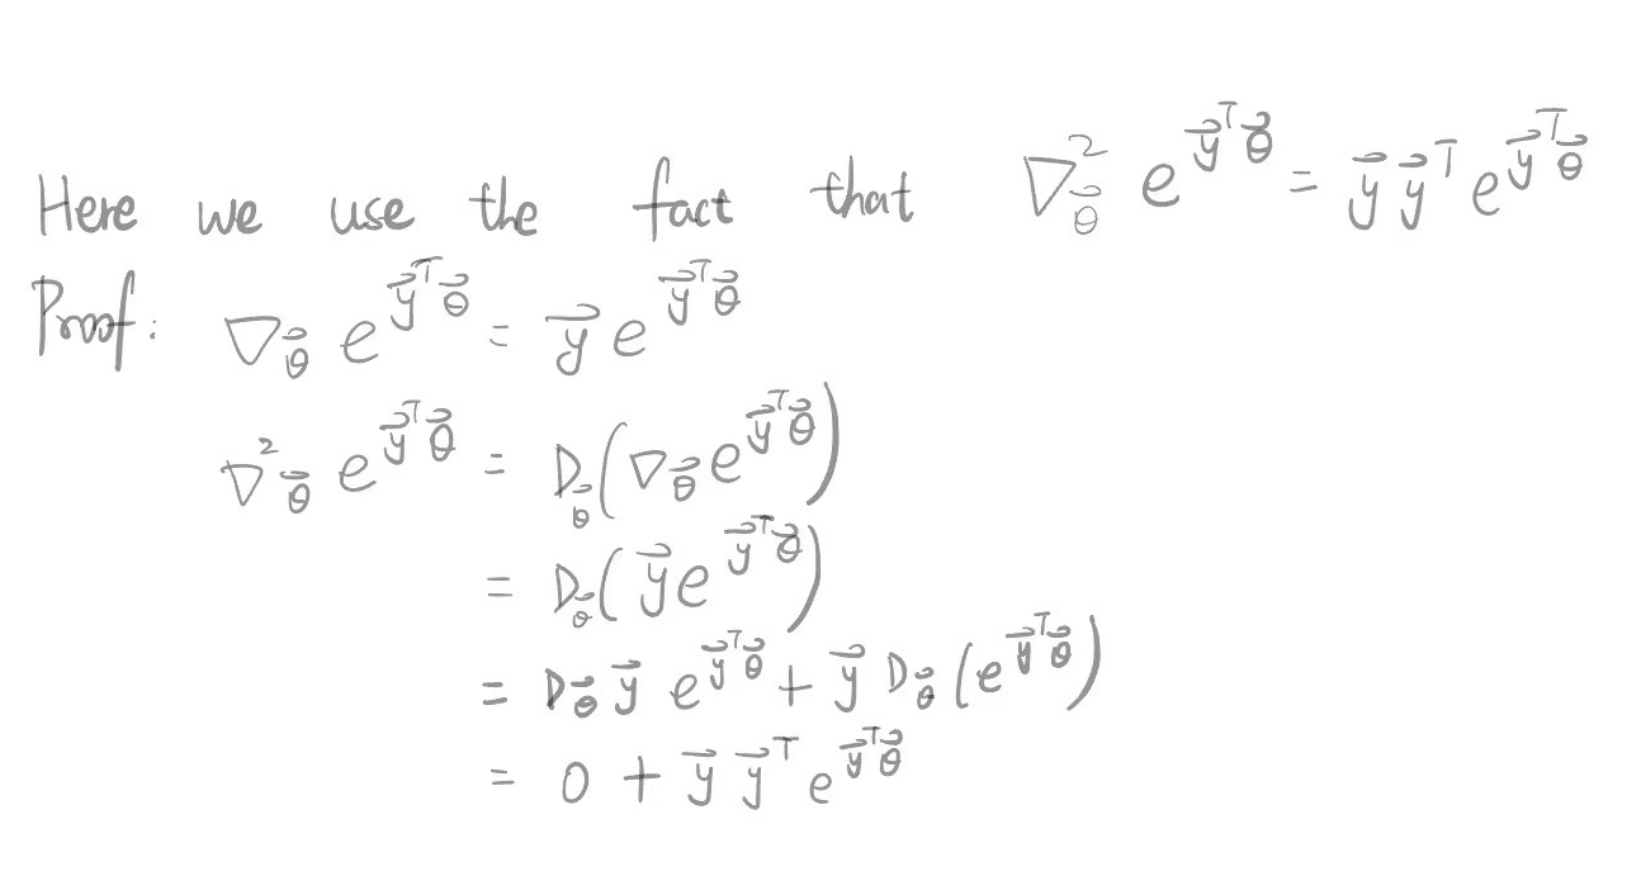 Here we use the fact that $\nabla^2_{\vec{\theta}} e^{\vec{y}^T\vec{\theta}} = \vec{y}\vec{y}^T e^{\vec{y}^T\vec{\theta}}$
Proof: $\nabla_{\vec{\theta}} e^{\vec{y}^T\vec{\theta}} = \vec{y} e^{\vec{y}^T\vec{\theta}}$
$\nabla^2_{\vec{\theta}} e^{\vec{y}^T\vec{\theta}} = D_{\vec{\theta}}(\nabla_{\vec{\theta}} e^{\vec{y}^T\vec{\theta}})$
$= D_{\vec{\theta}}(\vec{y} e^{\vec{y}^T\vec{\theta}})$
$= D_{\vec{\theta}}\vec{y} \, e^{\vec{y}^T\vec{\theta}} + \vec{y} D_{\vec{\theta}}(e^{\vec{y}^T\vec{\theta}})$
$= 0 + \vec{y}\vec{y}^T e^{\vec{y}^T\vec{\theta}}$